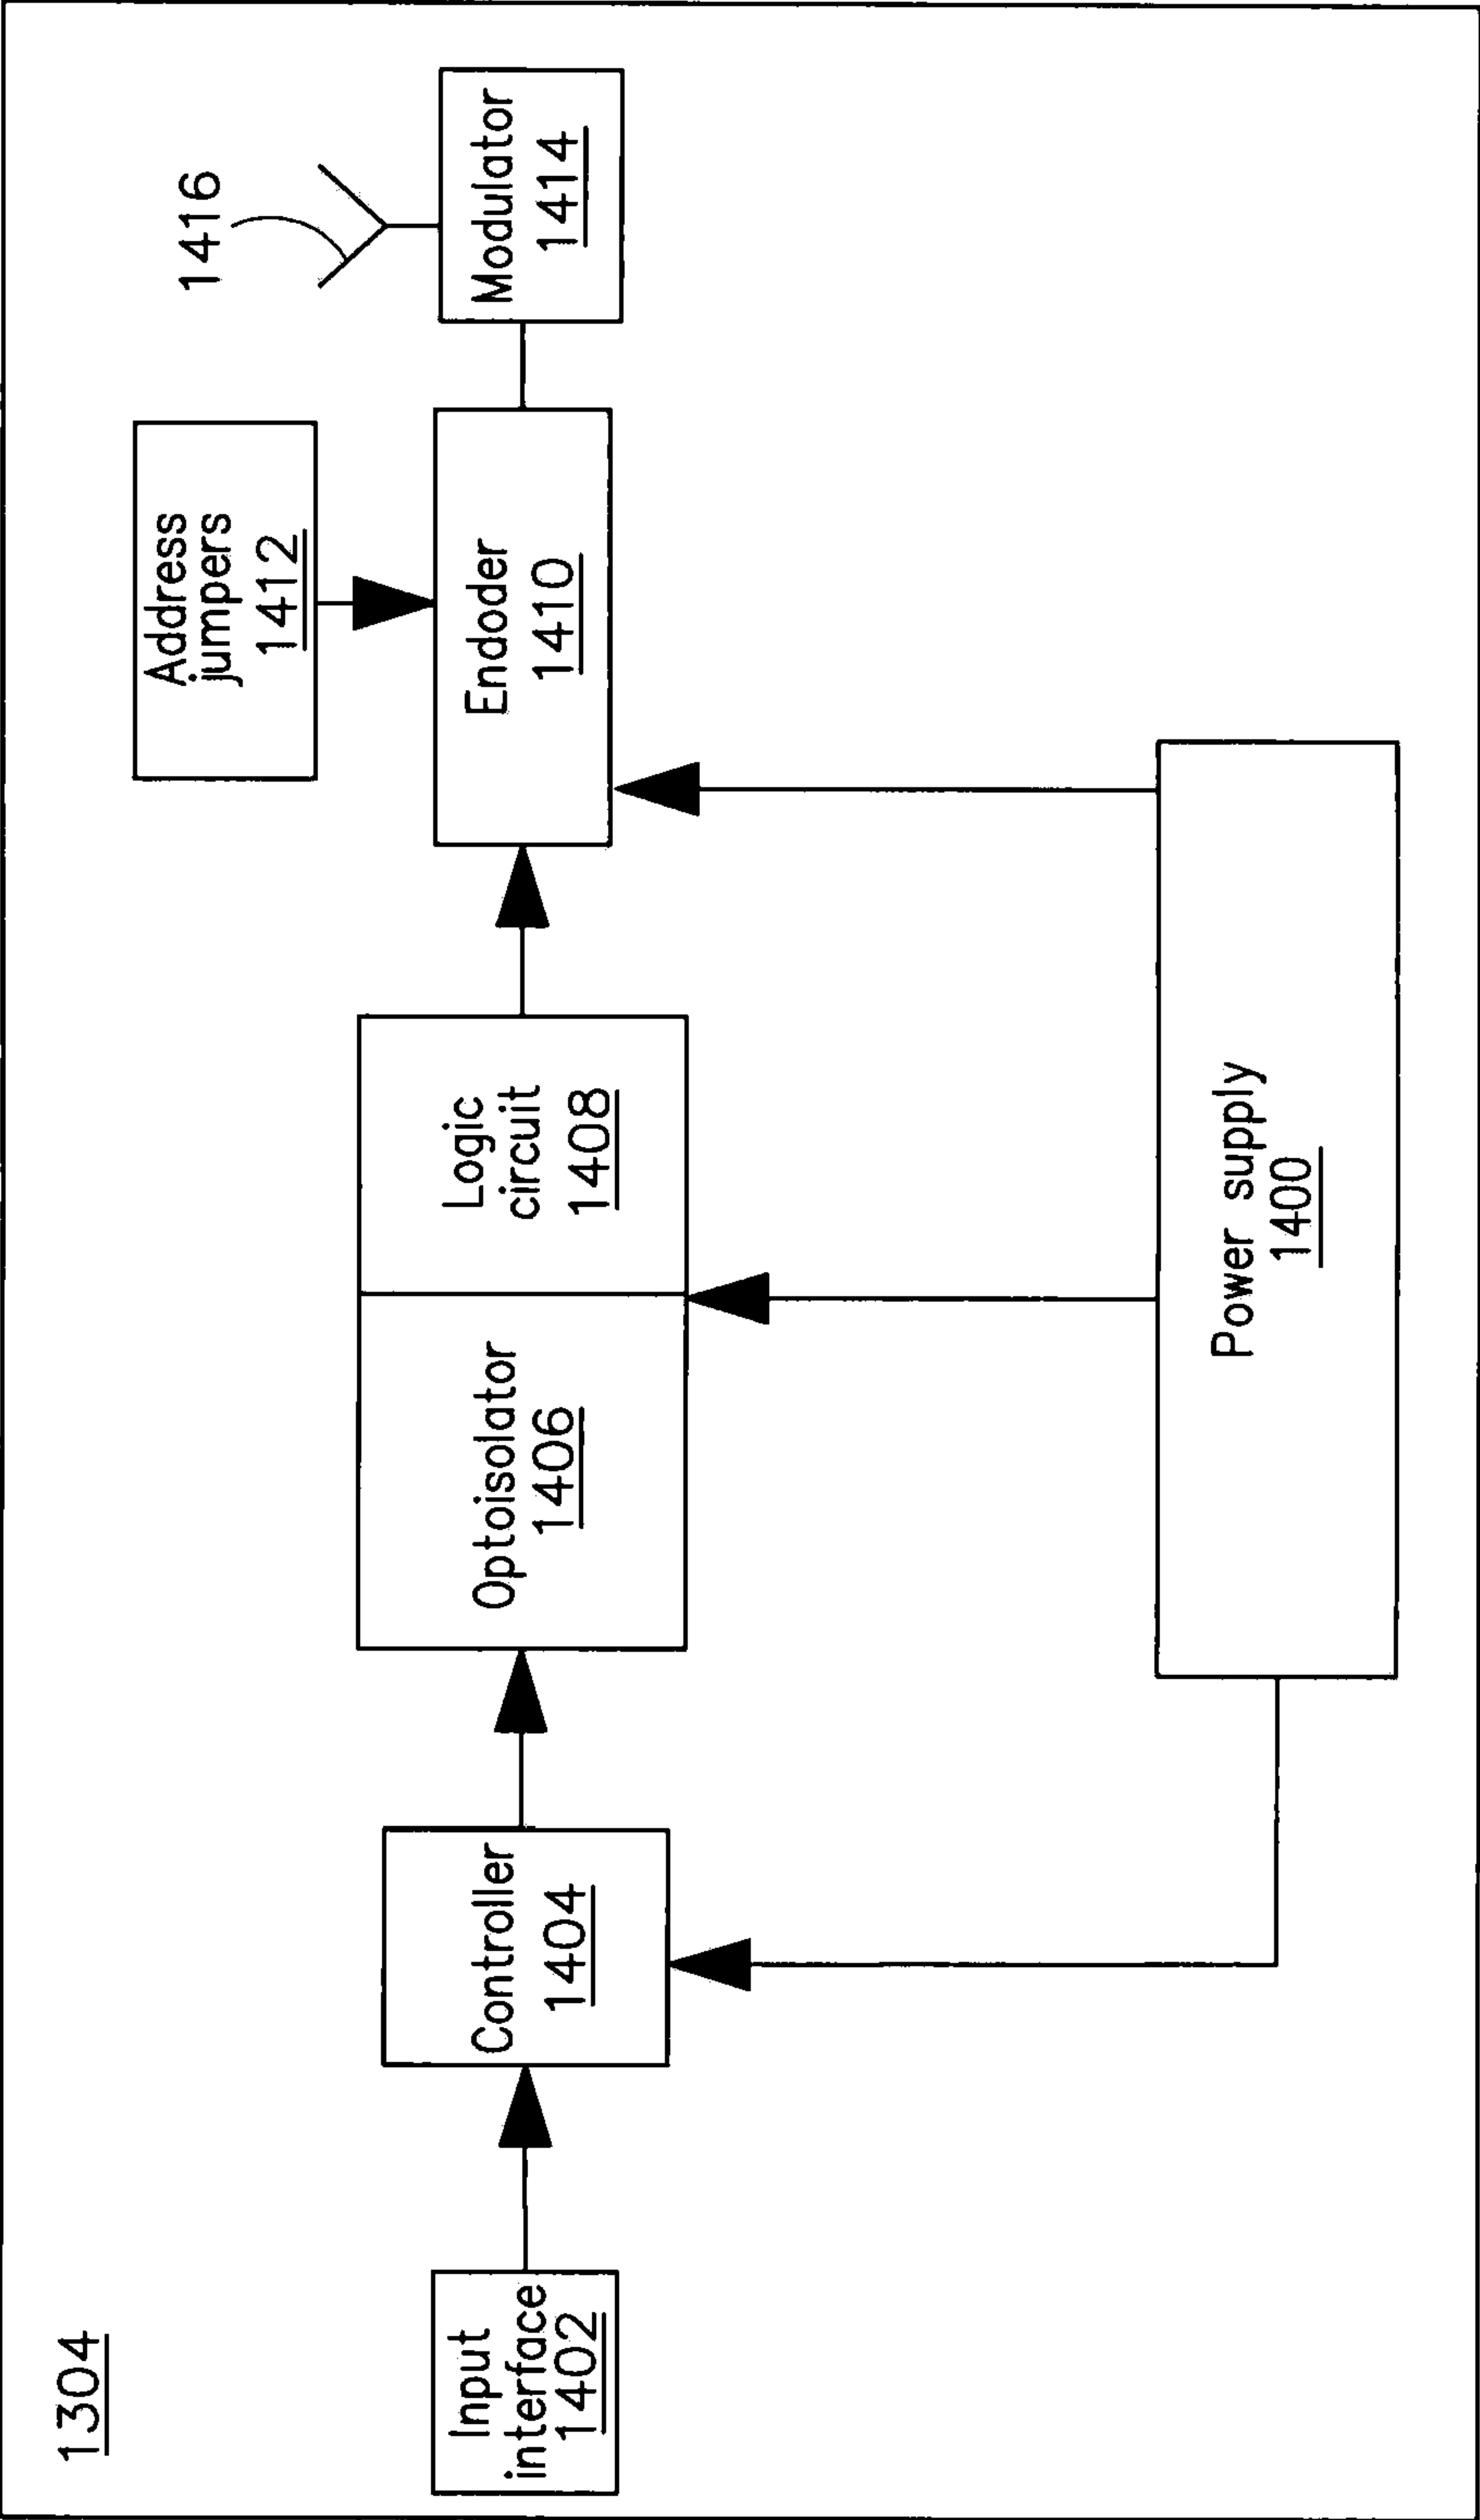 1304
1416
Address
jumpers
1412
Input
interface
1402
Controller
1404
Optoisolator
1406
Logic
circuit
1408
Endoder
1410
Modulator
1414
Power supply
1400